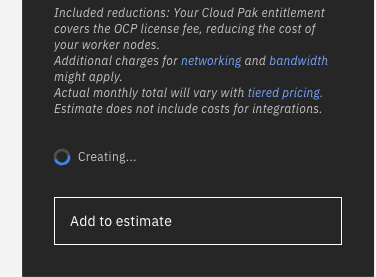 Included reductions: Your Cloud Pak entitlement
covers the OCP license fee, reducing the cost of
your worker nodes.
Additional charges for networking and bandwidth
might apply.
Actual monthly total will vary with tiered pricing.
Estimate does not include costs for integrations.
Creating...
Add to estimate